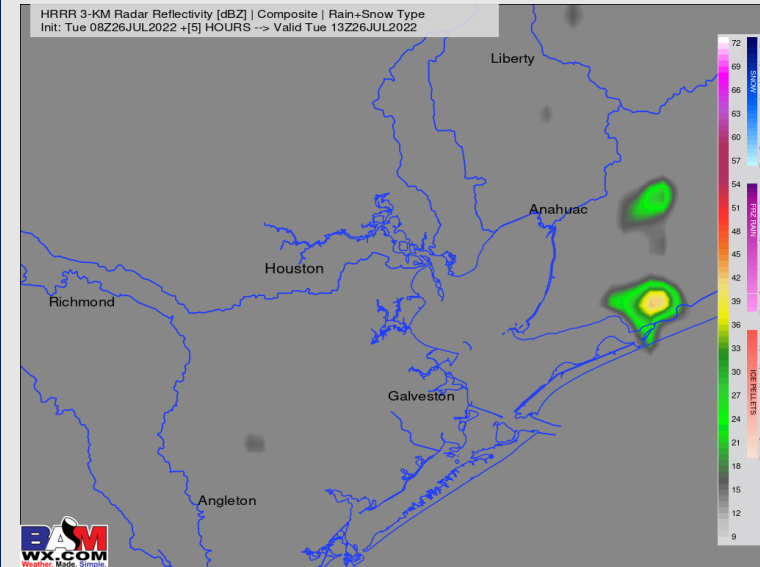 HRRR 3-KM Radar Reflectivity [dBZ] | Composite | Rain+Snow Type
Init: Tue 08Z26JUL2022 +[5] HOURS --> Valid Tue 13Z26JUL2022
Liberty
Anahuac
Houston
Richmond
Galveston
Angleton
72
69
66
63
60
57
54
51
48
45
42
39
36
33
30
27
24
21
18
15
12
9
SNOW
FRZ RAIN
ICE PELLETS
BAM
WX.COM
Weather. Made. Simple.